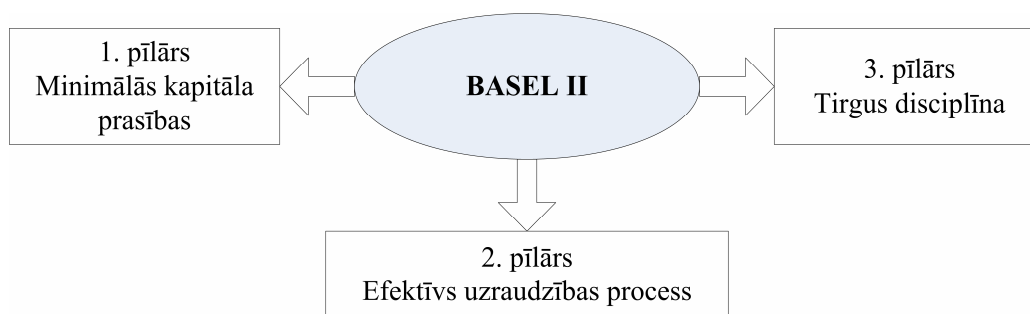 1. pīlārs
Minimālās kapitāla
prasības
BASEL II
3. pīlārs
Tirgus disciplīna
2. pīlārs
Efektīvs uzraudzības process